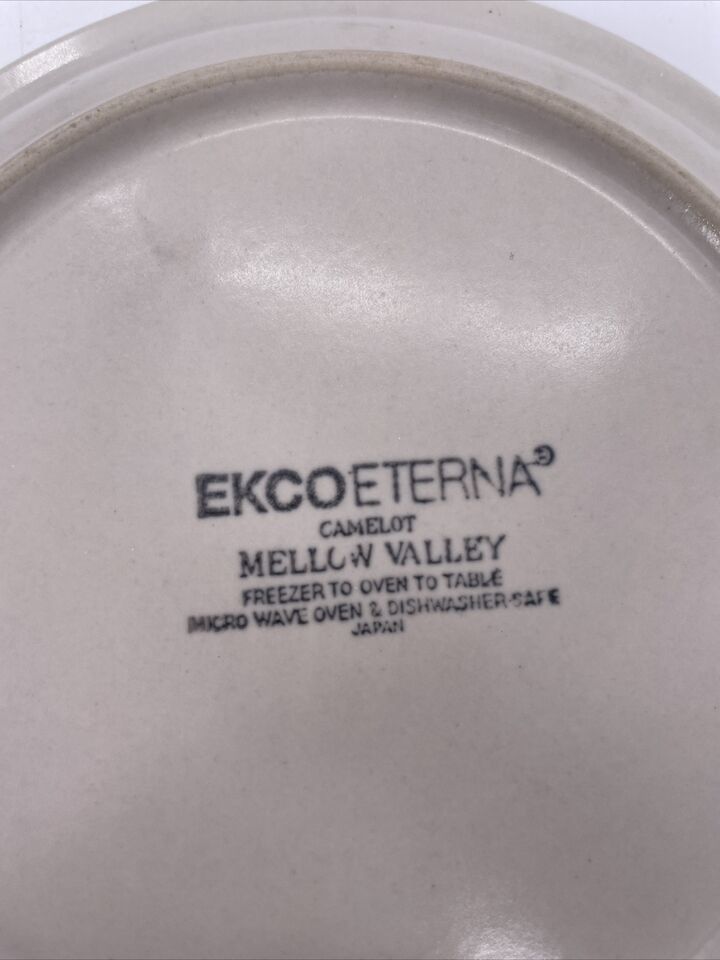 EKCOETERNA®
CAMELOT
MELLOW VALLEY
FREEZER TO OVEN TO TABLE
MICRO WAVE OVEN & DISHWASHER-SAFE
JAPAN